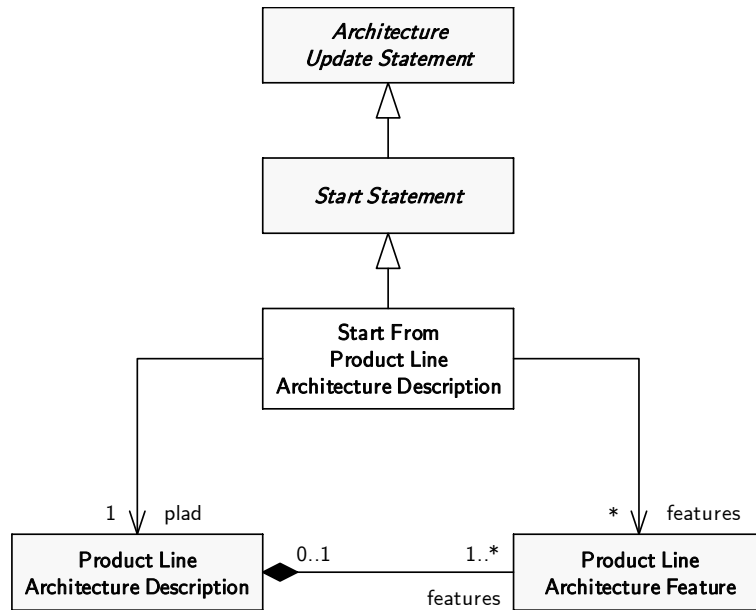 Architecture
Update Statement
Start Statement
Start From
Product Line
Architecture Description
1 plad
* features
Product Line
Architecture Description
0..1
1..*
features
Product Line
Architecture Feature